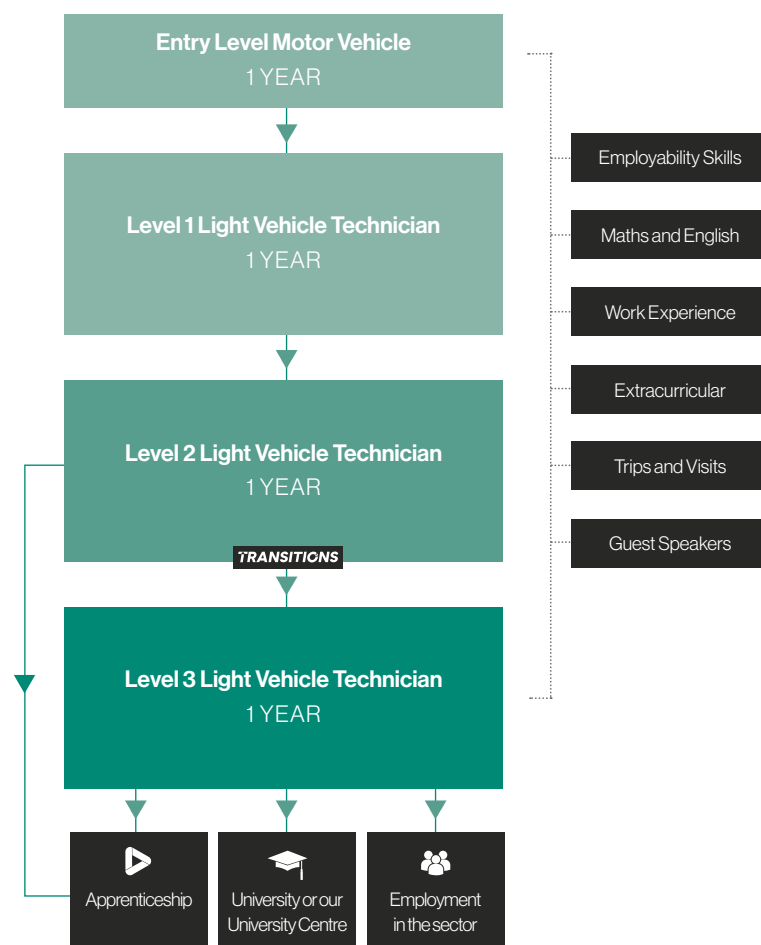 Entry Level Motor Vehicle
1 YEAR
Level 1 Light Vehicle Technician
1 YEAR
Level 2 Light Vehicle Technician
1 YEAR
TRANSITIONS
Level 3 Light Vehicle Technician
1 YEAR
Apprenticeship
University or our
University Centre
Employment
in the sector
Employability Skills
Maths and English
Work Experience
Extracurricular
Trips and Visits
Guest Speakers